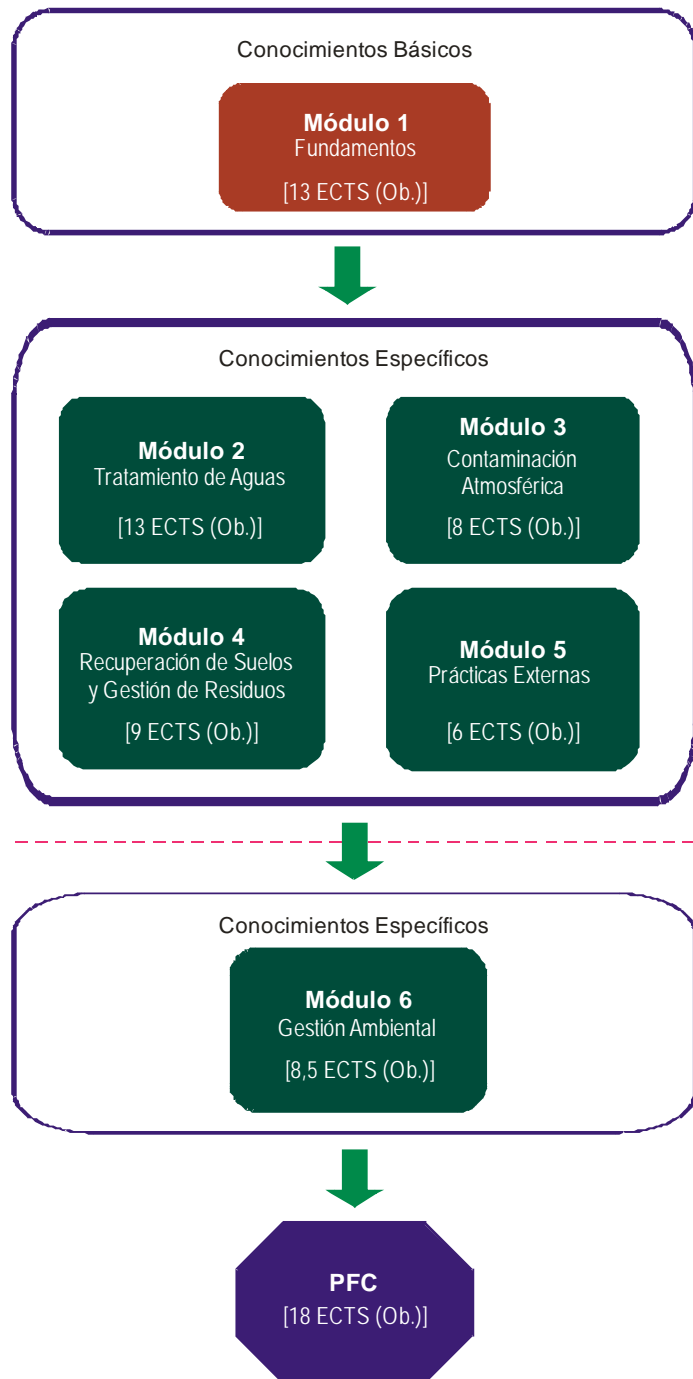 Conocimientos Básicos
Módulo 1
Fundamentos
[13 ECTS (Ob.)]
Conocimientos Específicos
Módulo 2
Tratamiento de Aguas
[13 ECTS (Ob.)]
Módulo 3
Contaminación
Atmosférica
[8 ECTS (Ob.)]
Módulo 4
Recuperación de Suelos
y Gestión de Residuos
[9 ECTS (Ob.)]
Módulo 5
Prácticas Externas
[6 ECTS (Ob.)]
Conocimientos Específicos
Módulo 6
Gestión Ambiental
[8,5 ECTS (Ob.)]
PFC
[18 ECTS (Ob.)]